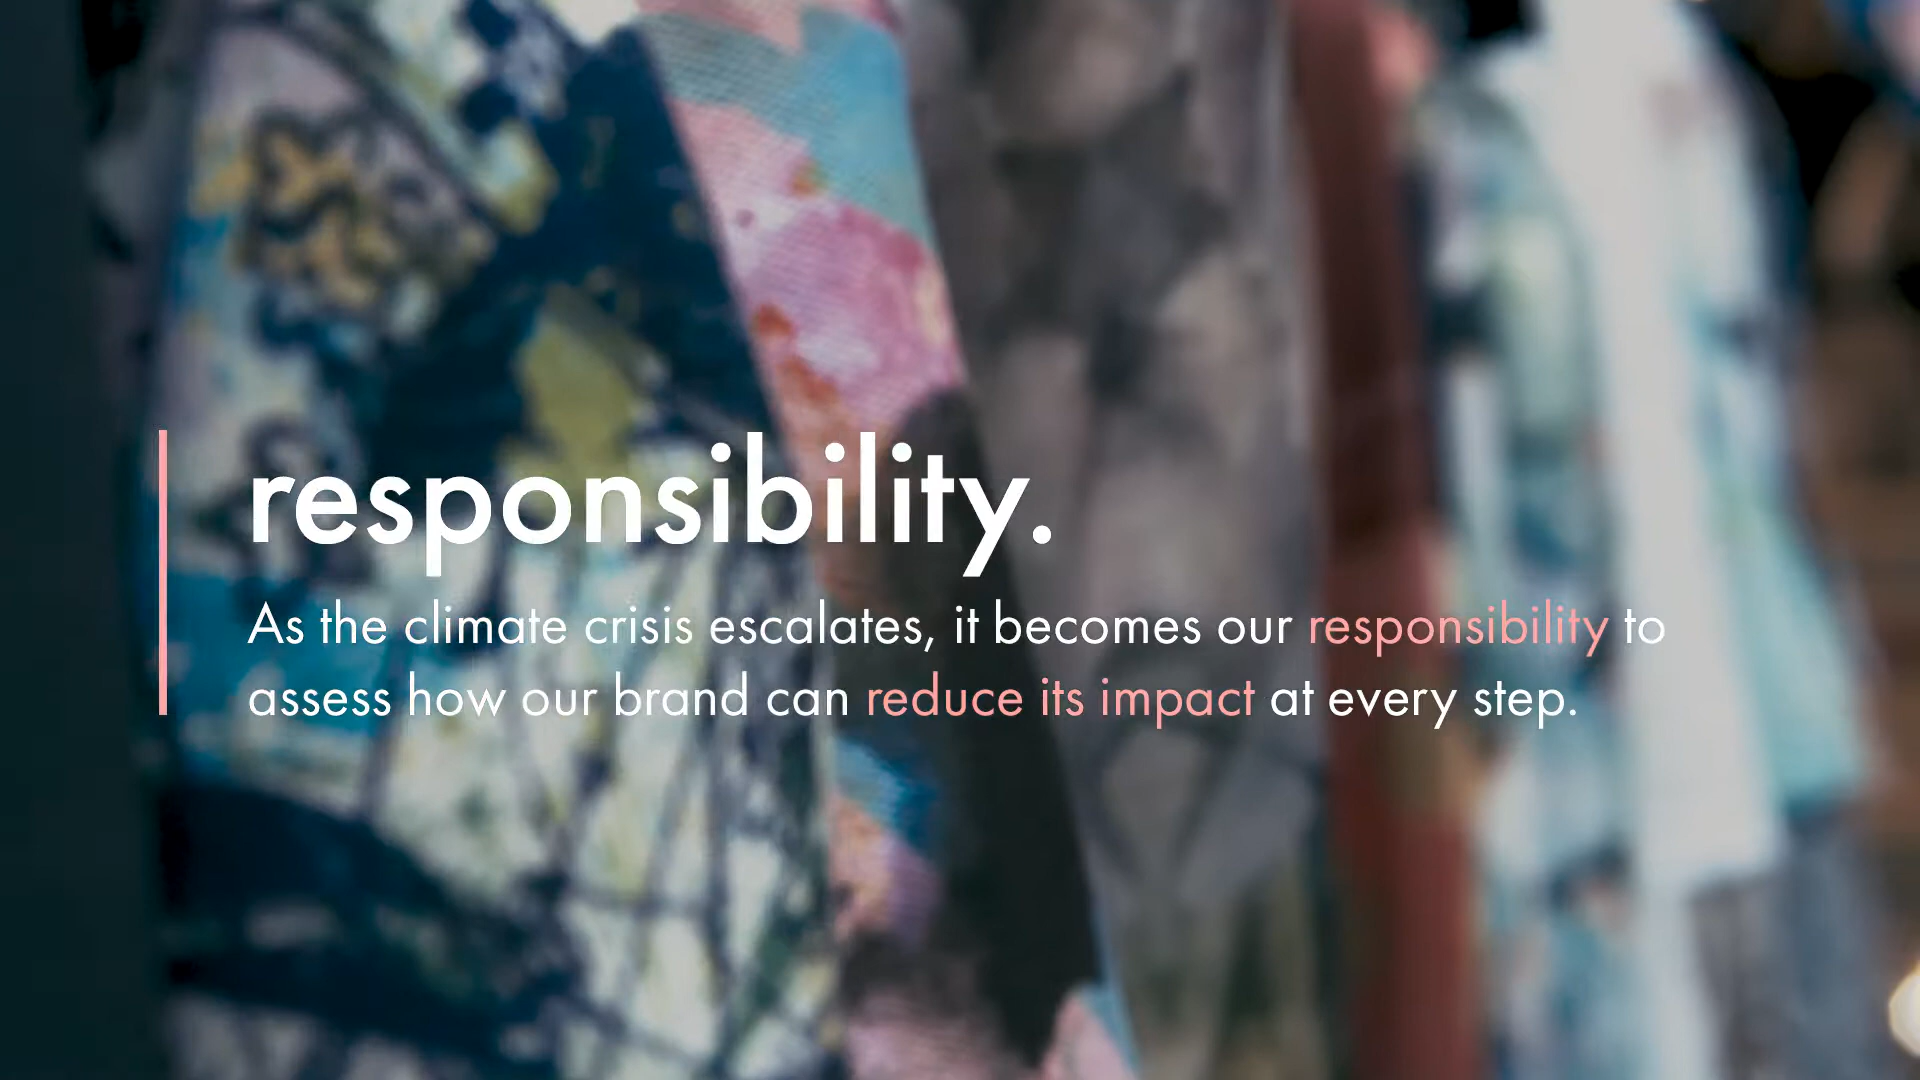 responsibility.
As the climate crisis escalates, it becomes our responsibility to
assess how our brand can reduce its impact at every step.